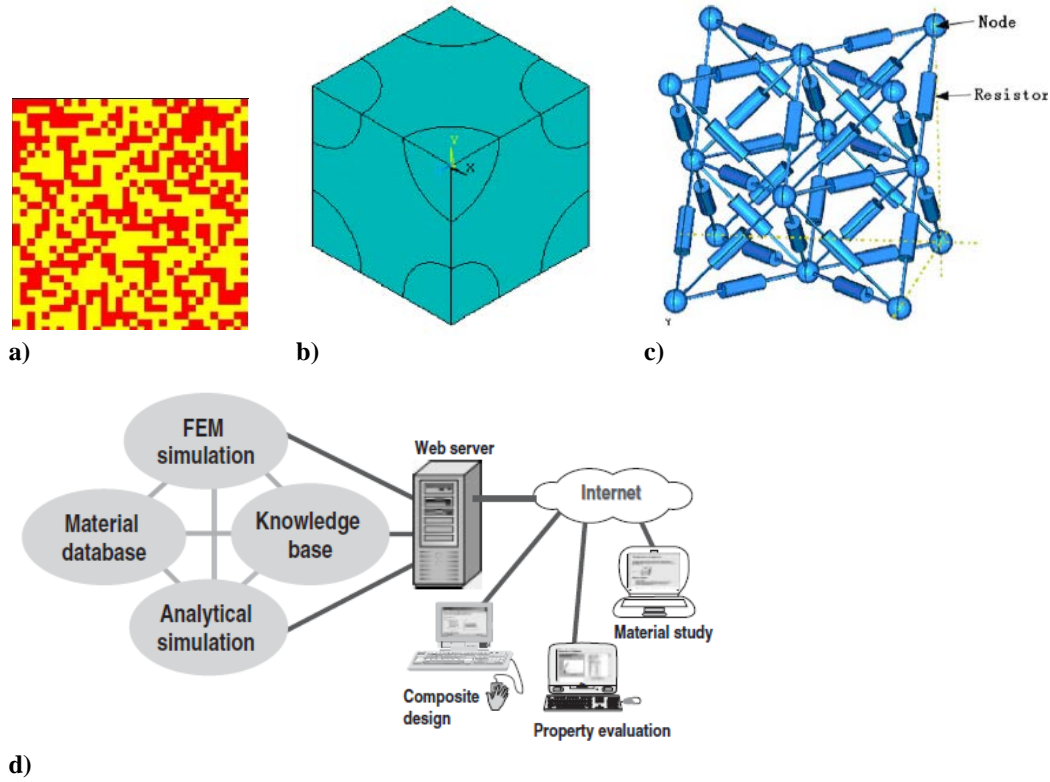 Node
Resistor
Y
X
Y
a)
b)
c)
FEM
simulation
Web server
Internet
Material
database
Knowledge
base
Analytical
simulation
Material study
Composite
design
Property evaluation
d)